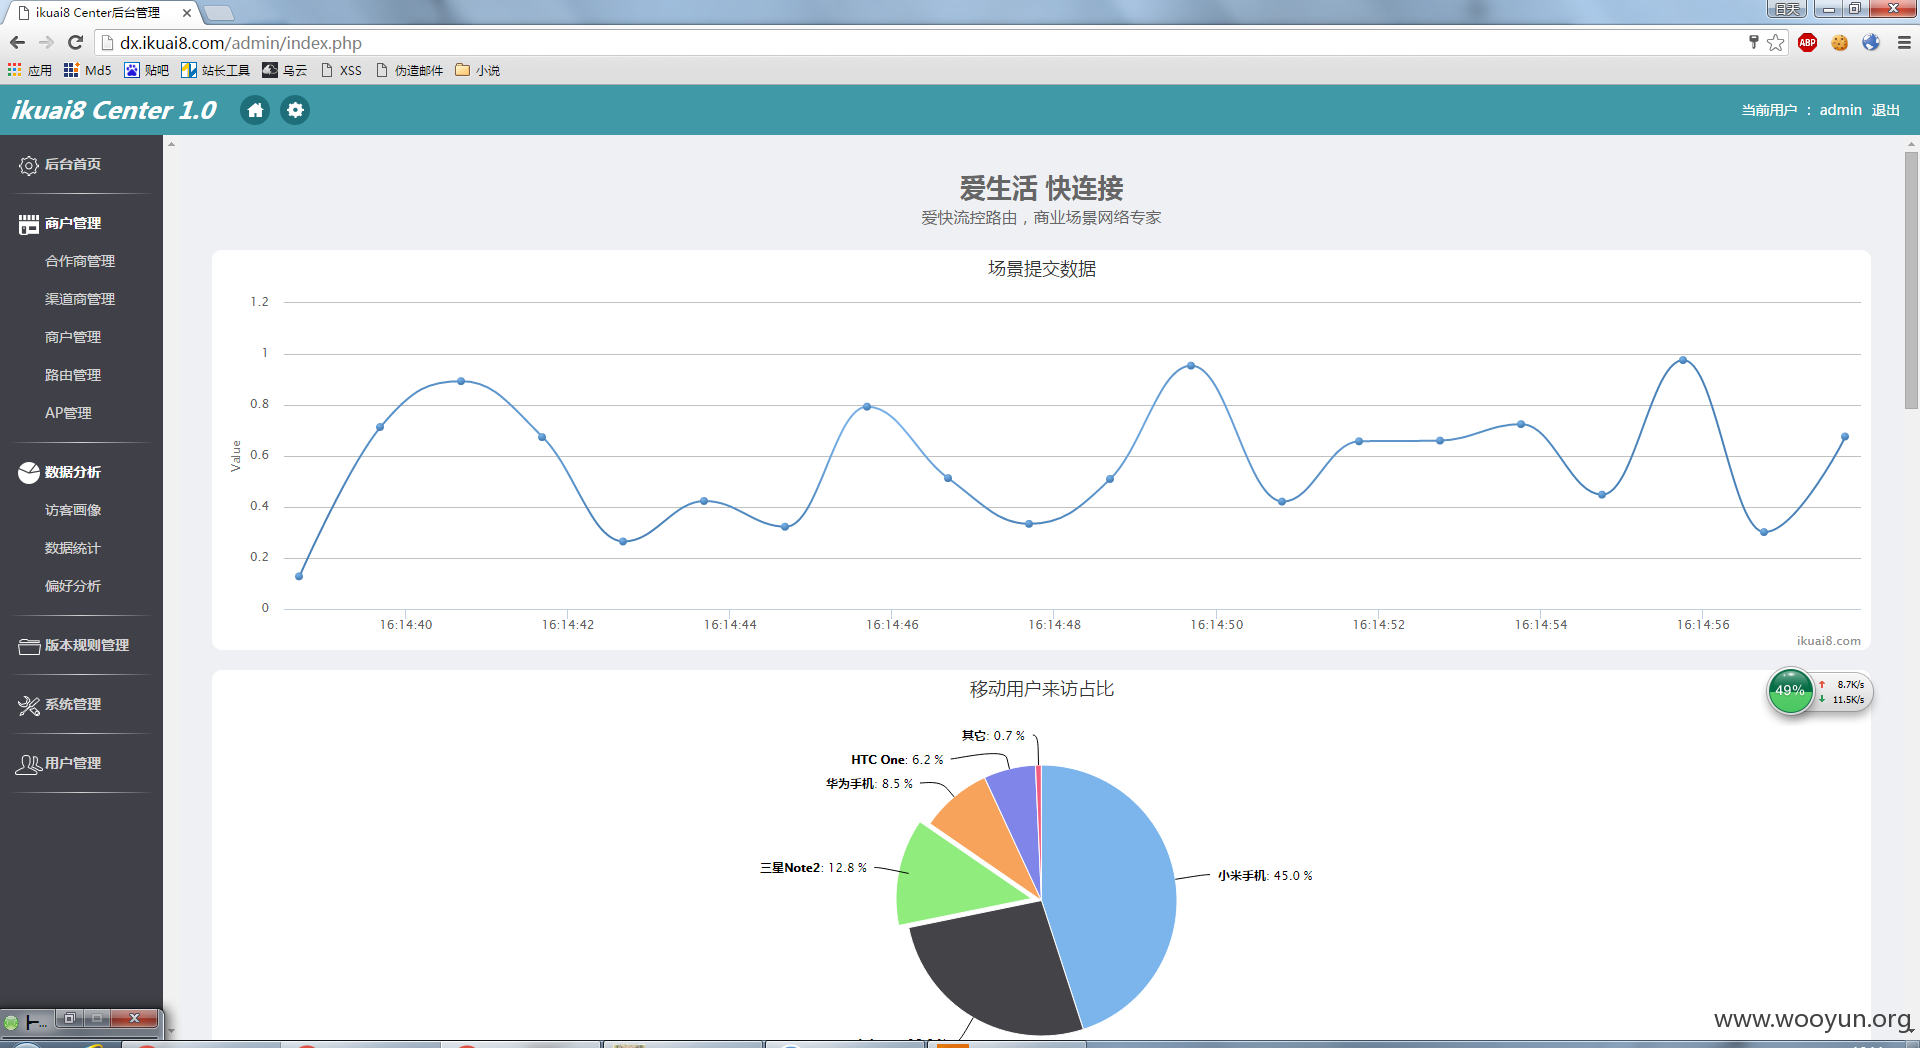 ikuai8 Center后台管理
日天
dx.ikuai8.com/admin/index.php
ABP
应用 Md5 贴吧 站长工具 乌云 XSS 伪造邮件 小说
ikuai8 Center 1.0
当前用户 : admin 退出
后台首页
商户管理
合作商管理
渠道商管理
商户管理
路由管理
AP管理
数据分析
访客画像
数据统计
偏好分析
版本规则管理
系统管理
用户管理
爱生活 快连接
爱快流控路由，商业场景网络专家
场景提交数据
1.2
1
0.8
0.6
0.4
0.2
0
Value
16:14:40 16:14:42 16:14:44 16:14:46 16:14:48 16:14:50 16:14:52 16:14:54 16:14:56
ikuai8.com
49%
8.7K/s
11.5K/s
移动用户来访占比
其它: 0.7 %
HTC One: 6.2 %
华为手机: 8.5 %
三星Note2: 12.8 %
小米手机: 45.0 %
www.wooyun.org